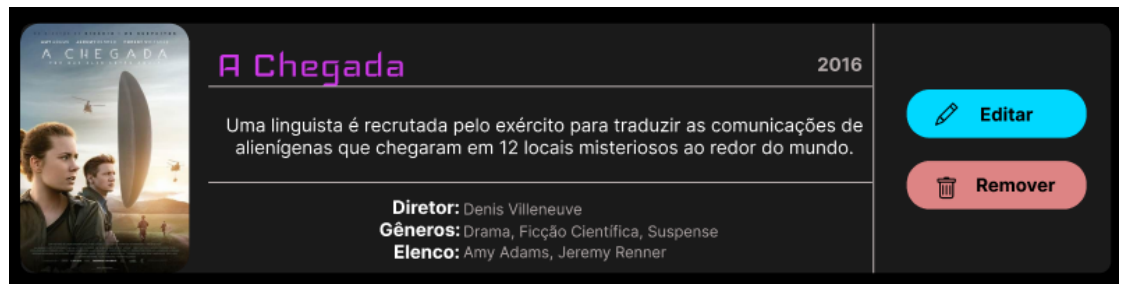 A CHEGADA
A Chegada
2016
Uma linguista é recrutada pelo exército para traduzir as comunicações de
alienígenas que chegaram em 12 locais misteriosos ao redor do mundo.
Diretor: Denis Villeneuve
Gêneros: Drama, Ficção Científica, Suspense
Elenco: Amy Adams, Jeremy Renner
Editar
Remover